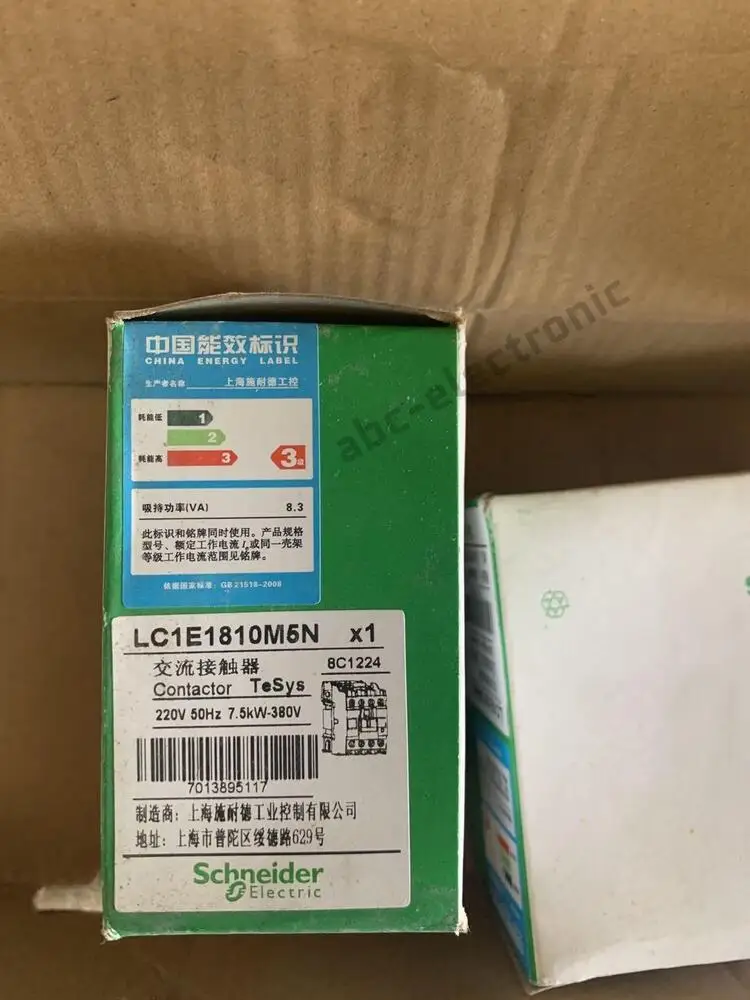 中国能效标识
CHINA ENERGY LABEL
生产者名称 上海施耐德工控
耗能低 1
2
耗能高 3 3级
吸持功率(VA) 8.3
此标识和铭牌同时使用。产品规格
型号、额定工作电流Ie或同一壳架
等级工作电流范围见铭牌。
依据国家标准：GB 21518-2008
LC1E1810M5N x1
交流接触器 8C1224
Contactor TeSys
220V 50Hz 7.5kW-380V
7013895117
制造商：上海施耐德工业控制有限公司
地址：上海市普陀区绥德路629号
Schneider
Electric
abc-electronic